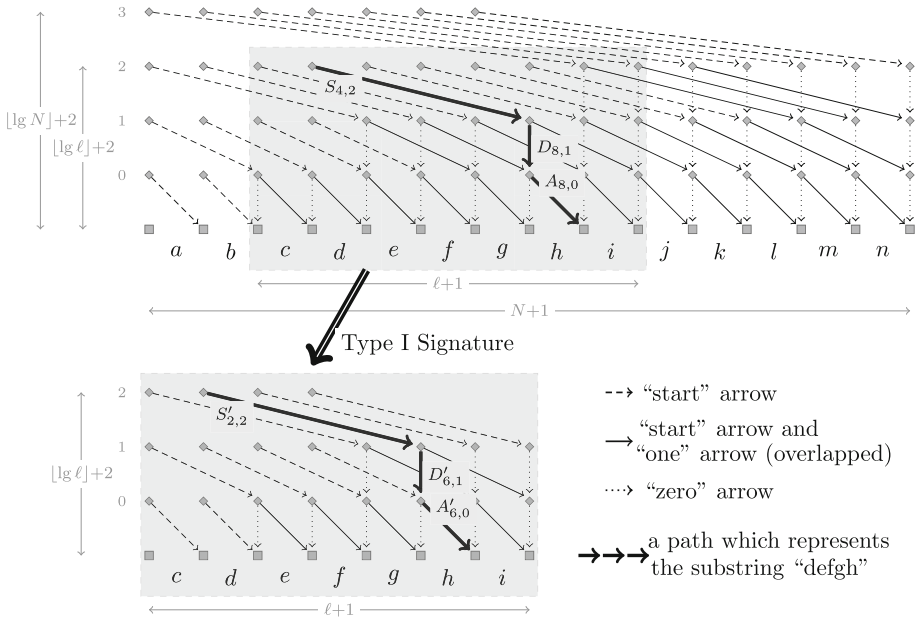 3
2
S₄,₂
⌊lg N⌋+2
1
D₈,₁
⌊lg ℓ⌋+2
0
A₈,₀
a b c d e f g h i j k l m n
ℓ+1
N+1
Type I Signature
2
S′₂,₂
1
D′₆,₁
⌊lg ℓ⌋+2
0
A′₆,₀
c d e f g h i
ℓ+1
“start” arrow
“start” arrow and
“one” arrow (overlapped)
“zero” arrow
a path which represents
the substring “defgh”